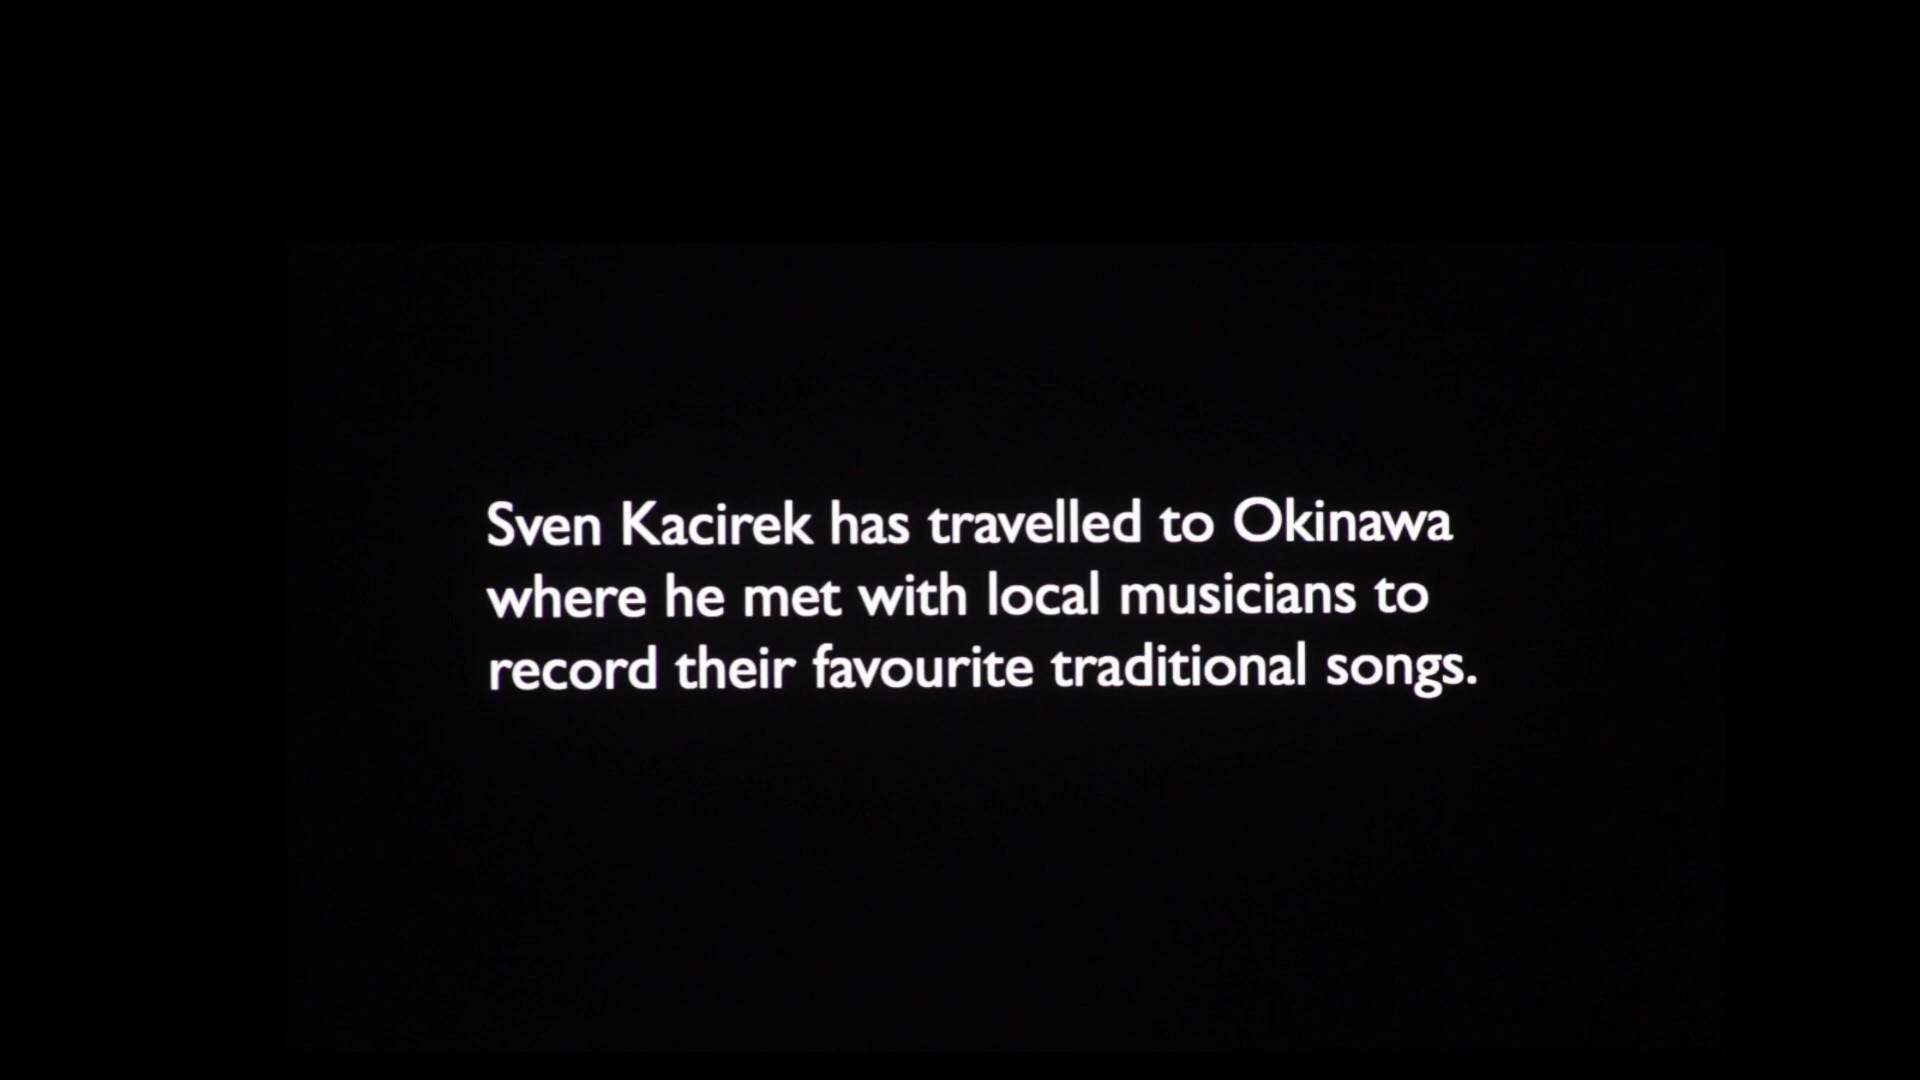 Sven Kacirek has travelled to Okinawa
where he met with local musicians to
record their favourite traditional songs.